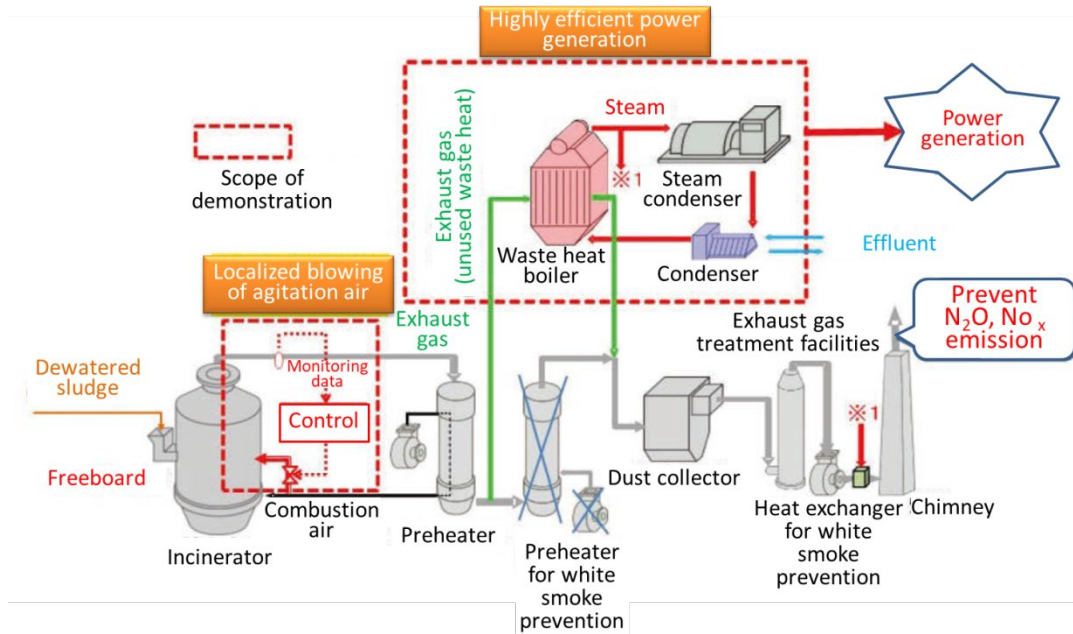 Highly efficient power
generation
Scope of
demonstration
Exhaust gas
(unused waste heat)
Steam
※1
Steam
condenser
Power
generation
Waste heat
boiler
Condenser
Effluent
Localized blowing
of agitation air
Exhaust
gas
Exhaust gas
treatment facilities
Prevent
N₂O, No ₓ
emission
Dewatered
sludge
Monitoring
data
Control
Freeboard
※1
Dust collector
Combustion
air
Incinerator
Preheater
Preheater
for white
smoke
prevention
Heat exchanger
for white
smoke
prevention
Chimney